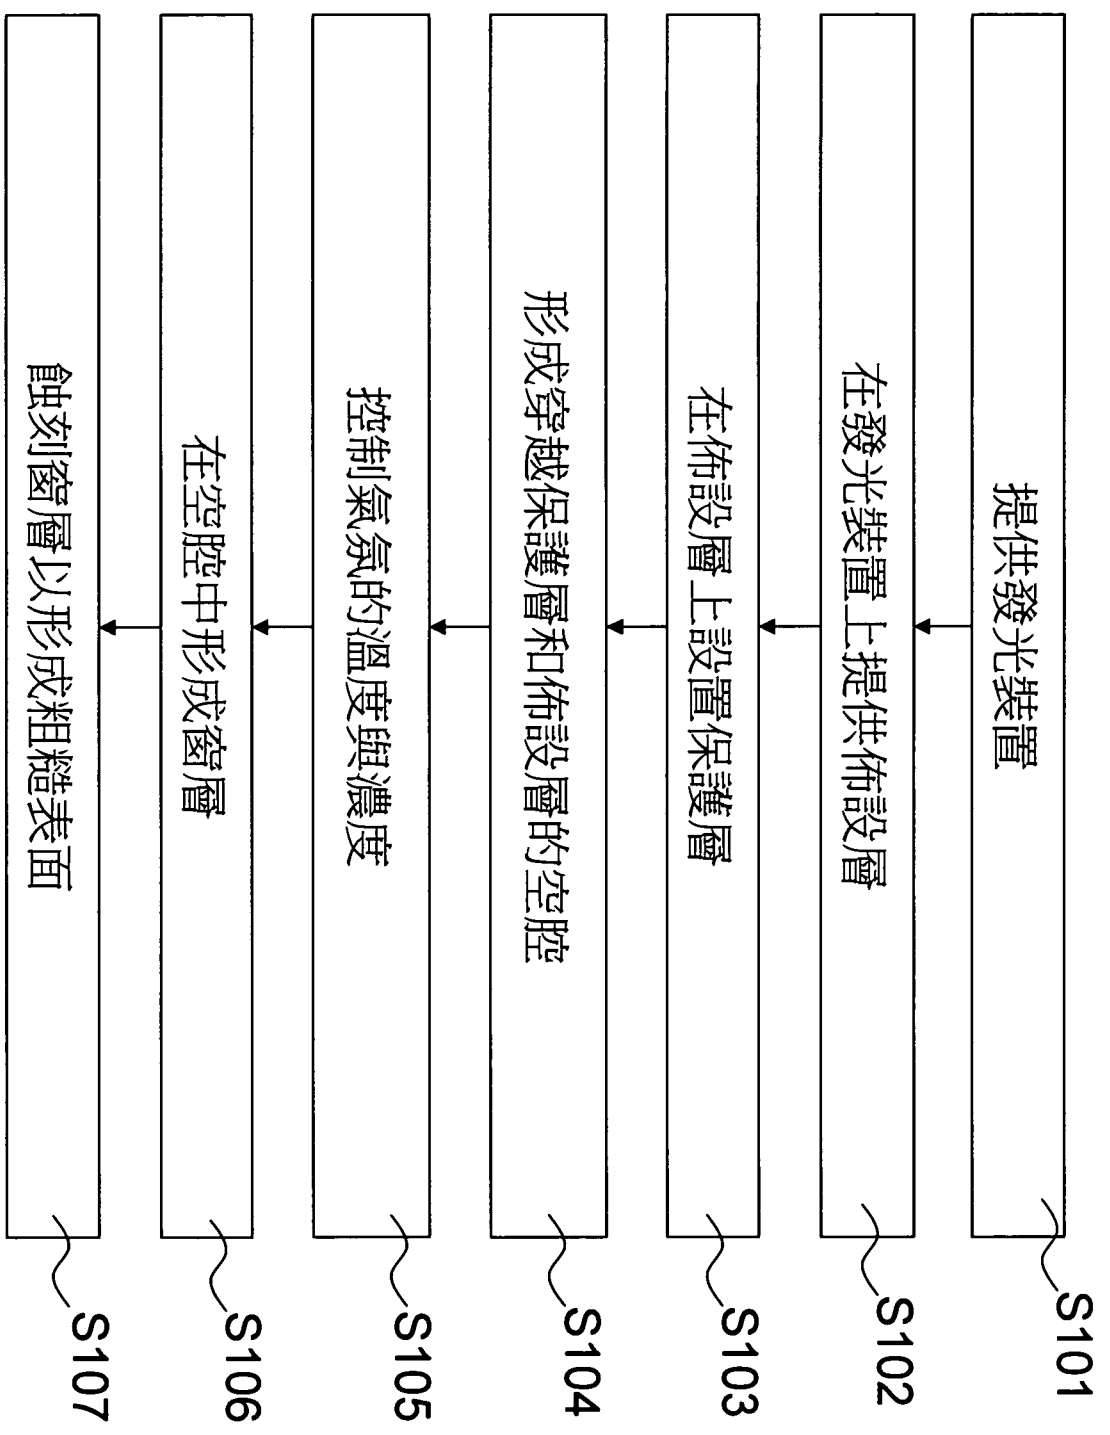 提供發光裝置
S101
在發光裝置上提供佈設層
S102
在佈設層上設置保護層
S103
形成穿越保護層和佈設層的空腔
S104
控制氣氛的溫度與濃度
S105
在空腔中形成窗層
S106
蝕刻窗層以形成粗糙表面
S107